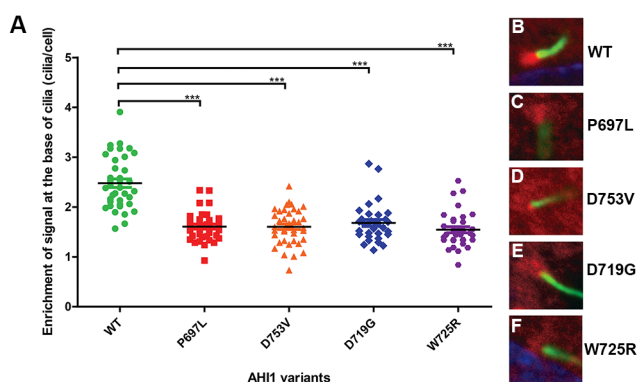 A
Enrichment of signal at the base of cilia (cilia/cell)
5
4
3
2
1
0
***
***
***
***
WT
P697L
D753V
D719G
W725R
AHI1 variants
B
WT
C
P697L
D
D753V
E
D719G
F
W725R